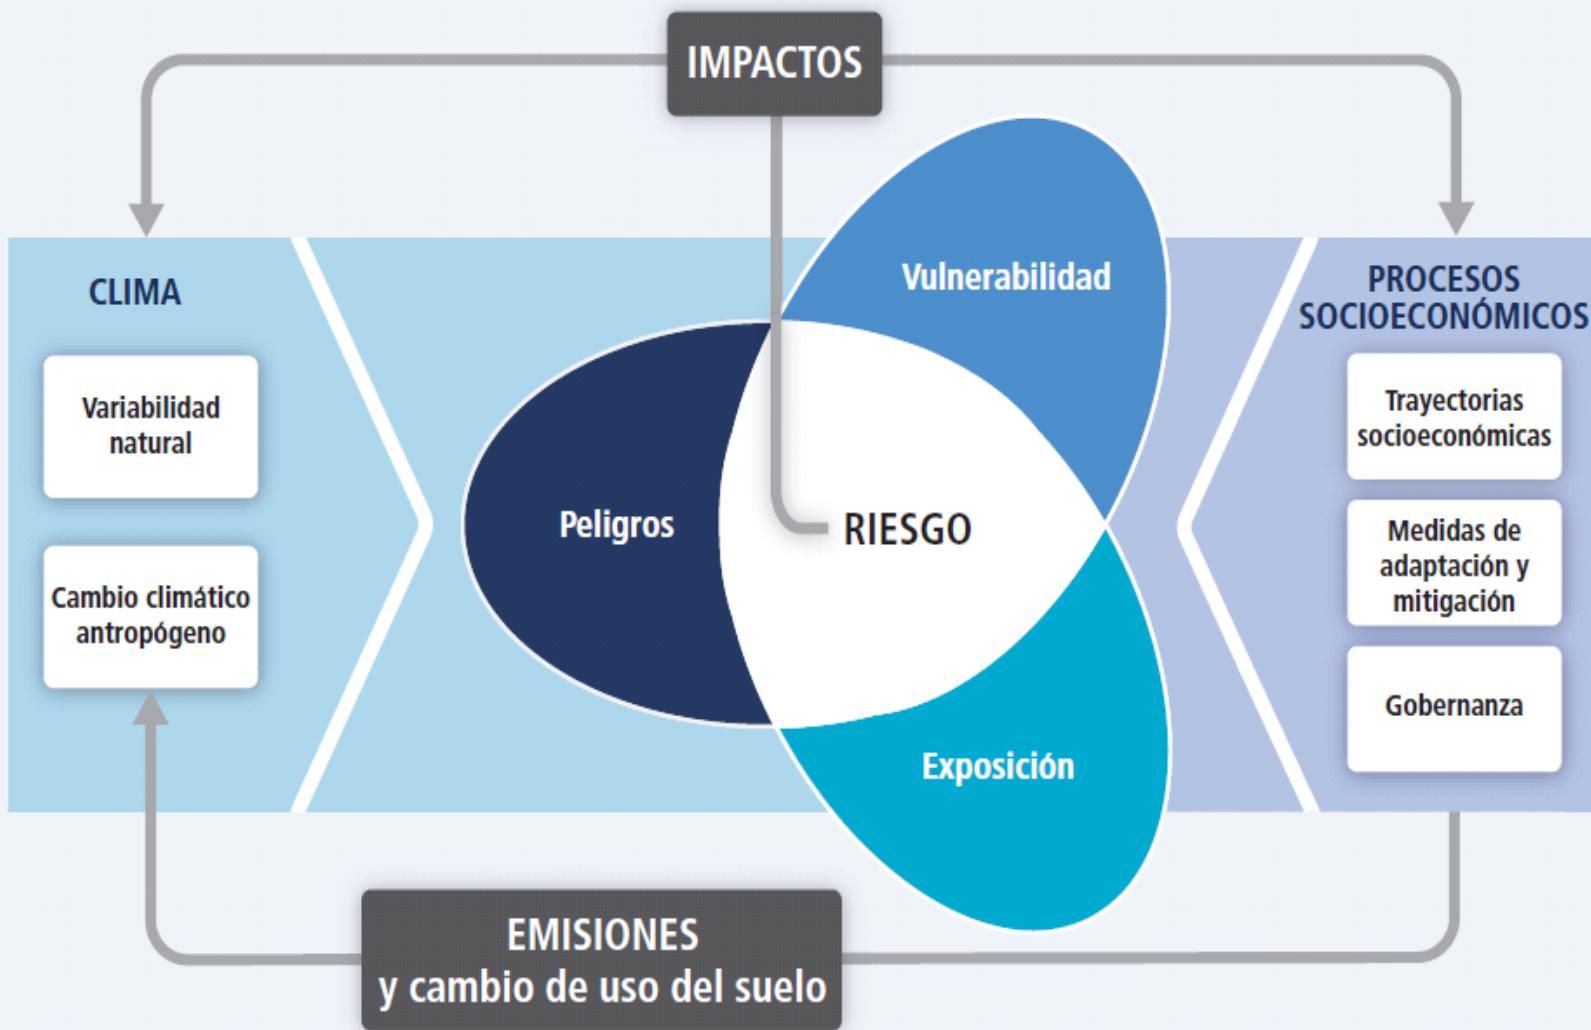 IMPACTOS
CLIMA
Variabilidad
natural
Cambio climático
antropógeno
Vulnerabilidad
Peligros
RIESGO
Exposición
PROCESOS
SOCIOECONÓMICOS
Trayectorias
socioeconómicas
Medidas de
adaptación y
mitigación
Gobernanza
EMISIONES
y cambio de uso del suelo